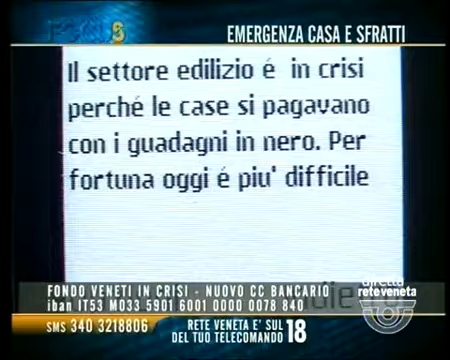 FOCUS
EMERGENZA CASA E SFRATTI
Il settore edilizio é in crisi
perché le case si pagavano
con i guadagni in nero. Per
fortuna oggi é piu' difficile
FONDO VENETI IN CRISI - NUOVO CC BANCARIO
iban IT53 M033 5901 6001 0000 0078 840
diretta
reteveneta
SMS 340 3218806
RETE VENETA E' SUL
DEL TUO TELECOMANDO 18